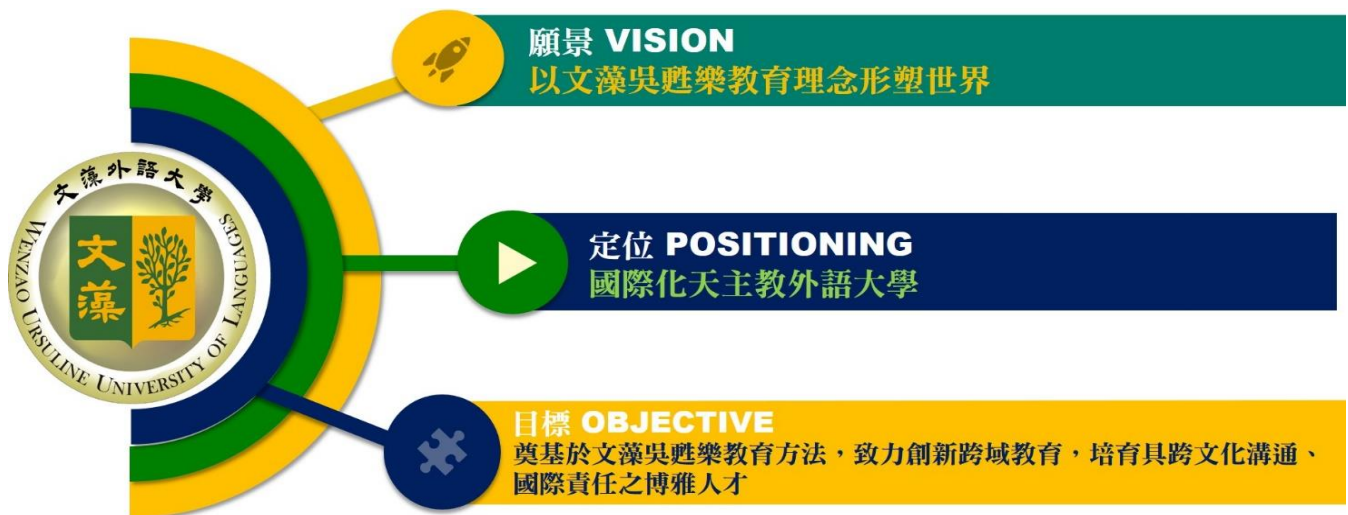 願景 VISION
以文藻吳甦樂教育理念形塑世界
文藻外語大學
文藻
WENZAO URSULINE UNIVERSITY OF LANGUAGES
定位 POSITIONING
國際化天主教外語大學
目標 OBJECTIVE
奠基於文藻吳甦樂教育方法，致力創新跨域教育，培育具跨文化溝通、
國際責任之博雅人才